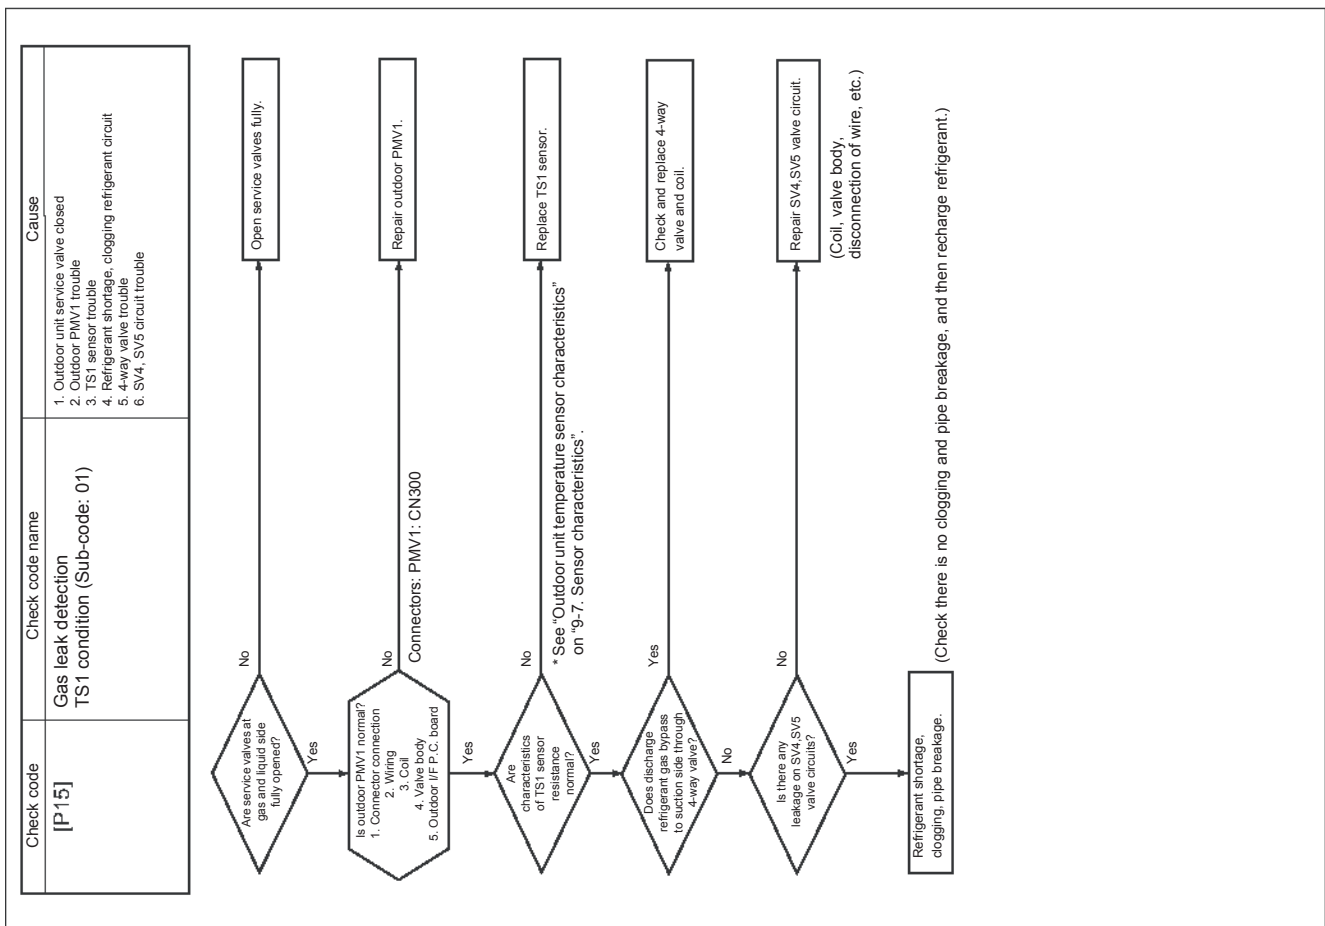 Check code
Check code name
Cause
[P15]
Gas leak detection
TS1 condition (Sub-code: 01)
1. Outdoor unit service valve closed
2. Outdoor PMV1 trouble
3. TS1 sensor trouble
4. Refrigerant shortage, clogging refrigerant circuit
5. 4-way valve trouble
6. SV4, SV5 circuit trouble
Are service valves at
gas and liquid side
fully opened?
No
Open service valves fully.
Yes
Is outdoor PMV1 normal?
1. Connector connection
2. Wiring
3. Coil
4. Valve body
5. Outdoor I/F P.C. board
No
Repair outdoor PMV1.
Connectors: PMV1: CN300
Yes
Are
characteristics
of TS1 sensor
resistance
normal?
No
Replace TS1 sensor.
* See “Outdoor unit temperature sensor characteristics”
on “9-7. Sensor characteristics”.
Yes
Does discharge
refrigerant gas bypass
to suction side through
4-way valve?
Yes
Check and replace 4-way
valve and coil.
No
Is there any
leakage on SV4,SV5
valve circuits?
No
Repair SV4,SV5 valve circuit.
(Coil, valve body,
disconnection of wire, etc.)
Yes
Refrigerant shortage,
clogging, pipe breakage.
(Check there is no clogging and pipe breakage, and then recharge refrigerant.)